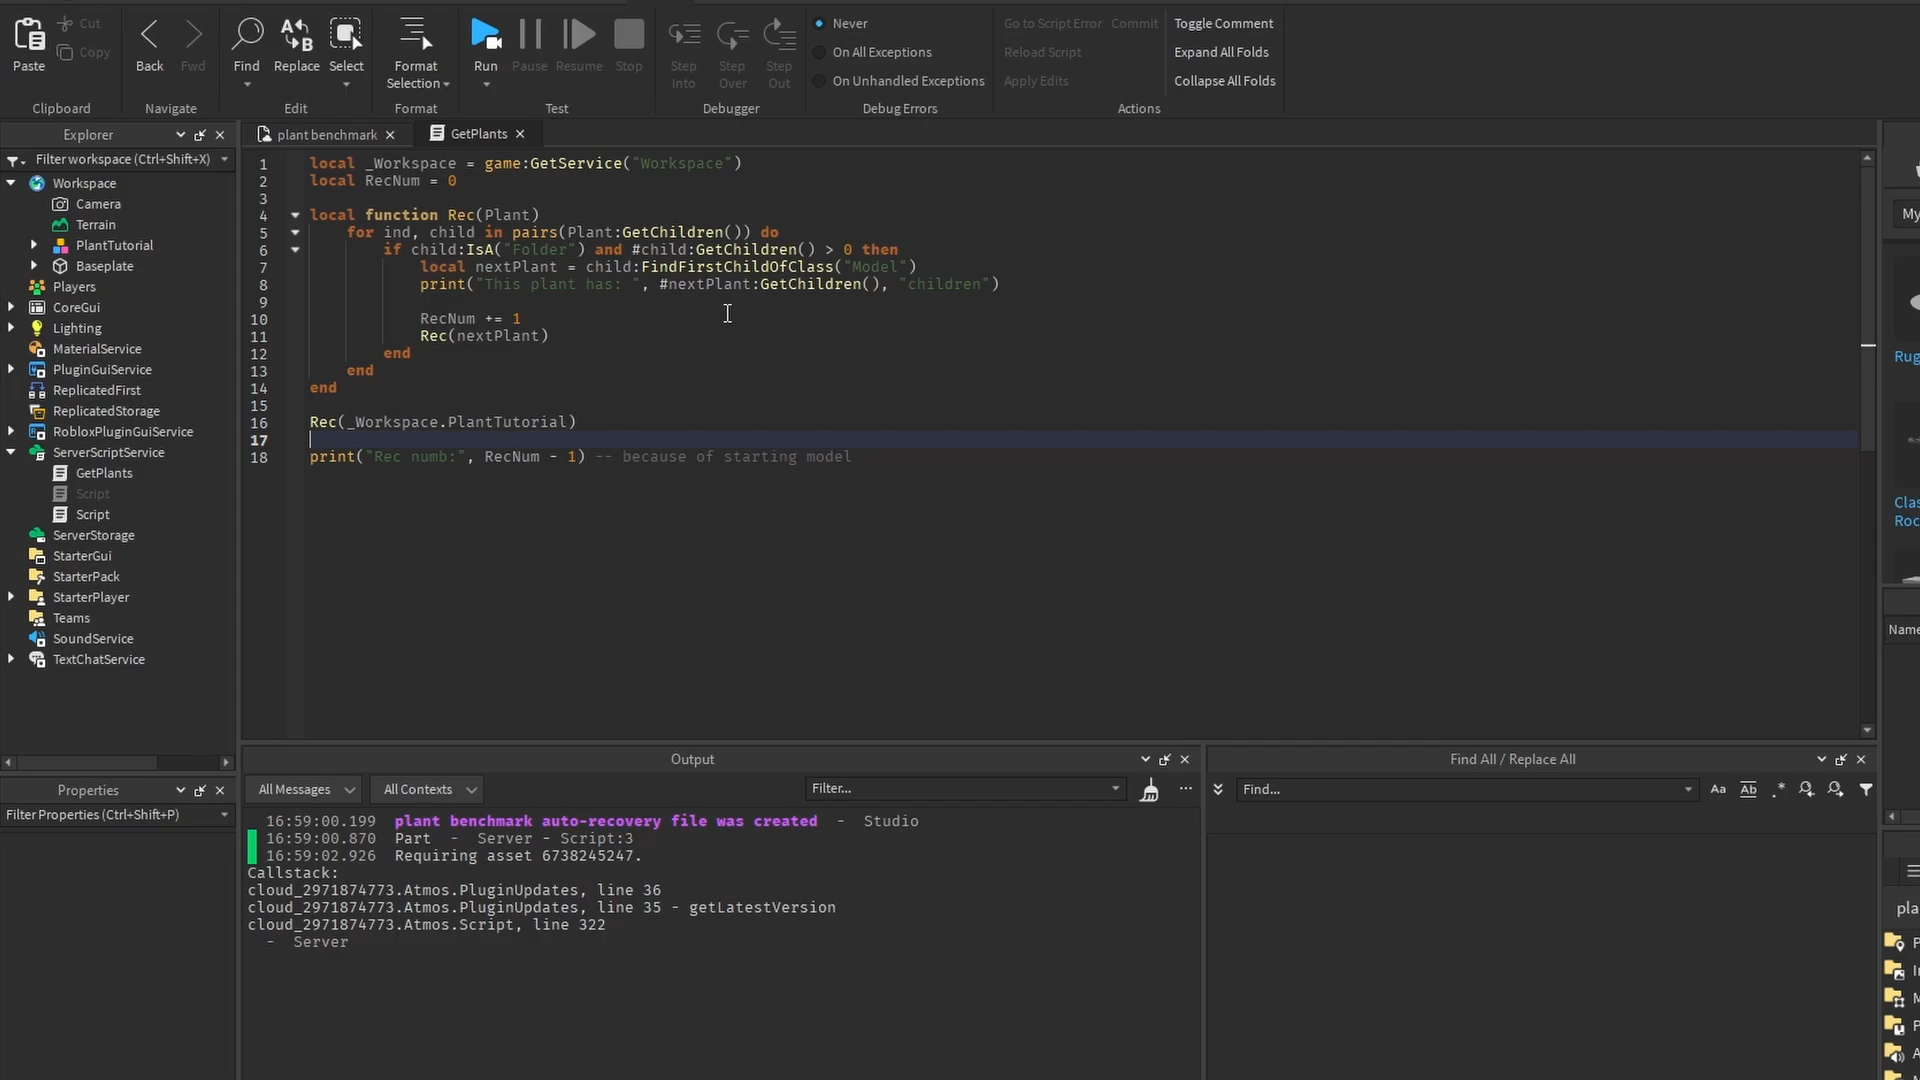 Paste
Cut
Copy
Clipboard
Back
Fwd
Navigate
Find
Replace
Select
Edit
Format
Selection
Format
Run
Pause
Resume
Stop
Test
Step
Into
Step
Over
Step
Out
Debugger
Never
On All Exceptions
On Unhandled Exceptions
Debug Errors
Go to Script Error
Commit
Reload Script
Apply Edits
Toggle Comment
Expand All Folds
Collapse All Folds
Actions
Explorer
Filter workspace (Ctrl+Shift+X)
Workspace
Camera
Terrain
PlantTutorial
Baseplate
Players
CoreGui
Lighting
MaterialService
PluginGuiService
ReplicatedFirst
ReplicatedStorage
RobloxPluginGuiService
ServerScriptService
GetPlants
Script
Script
ServerStorage
StarterGui
StarterPack
StarterPlayer
Teams
SoundService
TextChatService
Properties
Filter Properties (Ctrl+Shift+P)
plant benchmark
GetPlants
1 local _Workspace = game:GetService("Workspace")
2 local RecNum = 0
3
4 local function Rec(Plant)
5 for ind, child in pairs(Plant:GetChildren()) do
6 if child:IsA("Folder") and #child:GetChildren() > 0 then
7 local nextPlant = child:FindFirstChildOfClass("Model")
8 print("This plant has: ", #nextPlant:GetChildren(), "children")
9
10 RecNum += 1
11 Rec(nextPlant)
12 end
13 end
14 end
15
16 Rec(_Workspace.PlantTutorial)
17
18 print("Rec numb:", RecNum - 1) -- because of starting model
Output
All Messages
All Contexts
Filter...
16:59:00.199 plant benchmark auto-recovery file was created - Studio
16:59:00.870 Part - Server - Script:3
16:59:02.926 Requiring asset 6738245247.
Callstack:
cloud_2971874773.Atmos.PluginUpdates, line 36
cloud_2971874773.Atmos.PluginUpdates, line 35 - getLatestVersion
cloud_2971874773.Atmos.Script, line 322
- Server
Find All / Replace All
Find...
Aa
Ab
.*
My
Rug
Clas
Roc
Name
pla
P
M
P
A